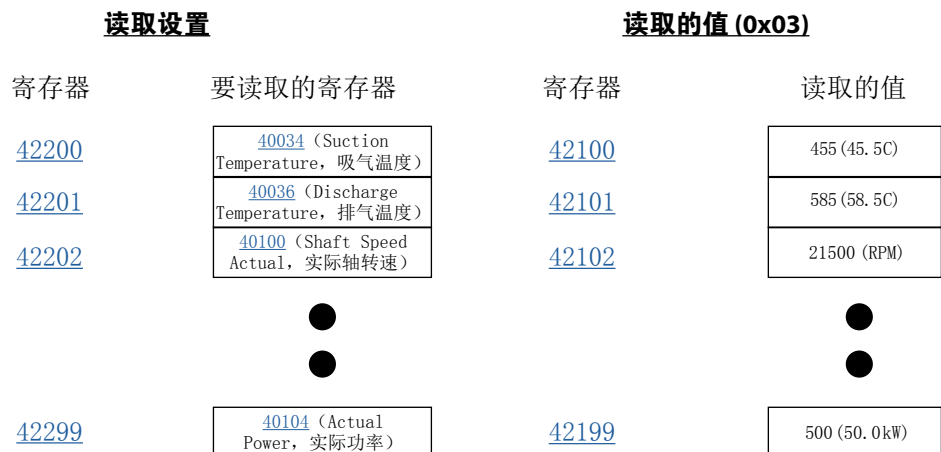 读取设置
读取的值 (0x03)
寄存器
要读取的寄存器
寄存器
读取的值
42200
40034 (Suction
Temperature, 吸气温度)
42100
455(45.5C)
42201
40036 (Discharge
Temperature, 排气温度)
42101
585(58.5C)
42202
40100 (Shaft Speed
Actual, 实际轴转速)
42102
21500(RPM)
42299
40104 (Actual
Power, 实际功率)
42199
500(50.0kW)